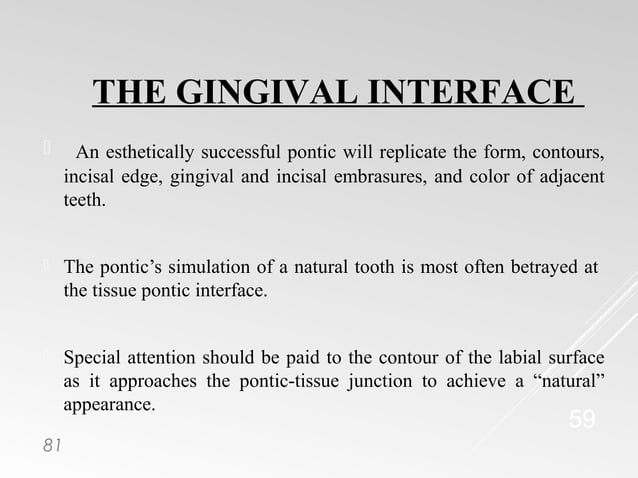 THE GINGIVAL INTERFACE
An esthetically successful pontic will replicate the form, contours,
incisal edge, gingival and incisal embrasures, and color of adjacent
teeth.
The pontic’s simulation of a natural tooth is most often betrayed at
the tissue pontic interface.
Special attention should be paid to the contour of the labial surface
as it approaches the pontic-tissue junction to achieve a “natural”
appearance.
59
81